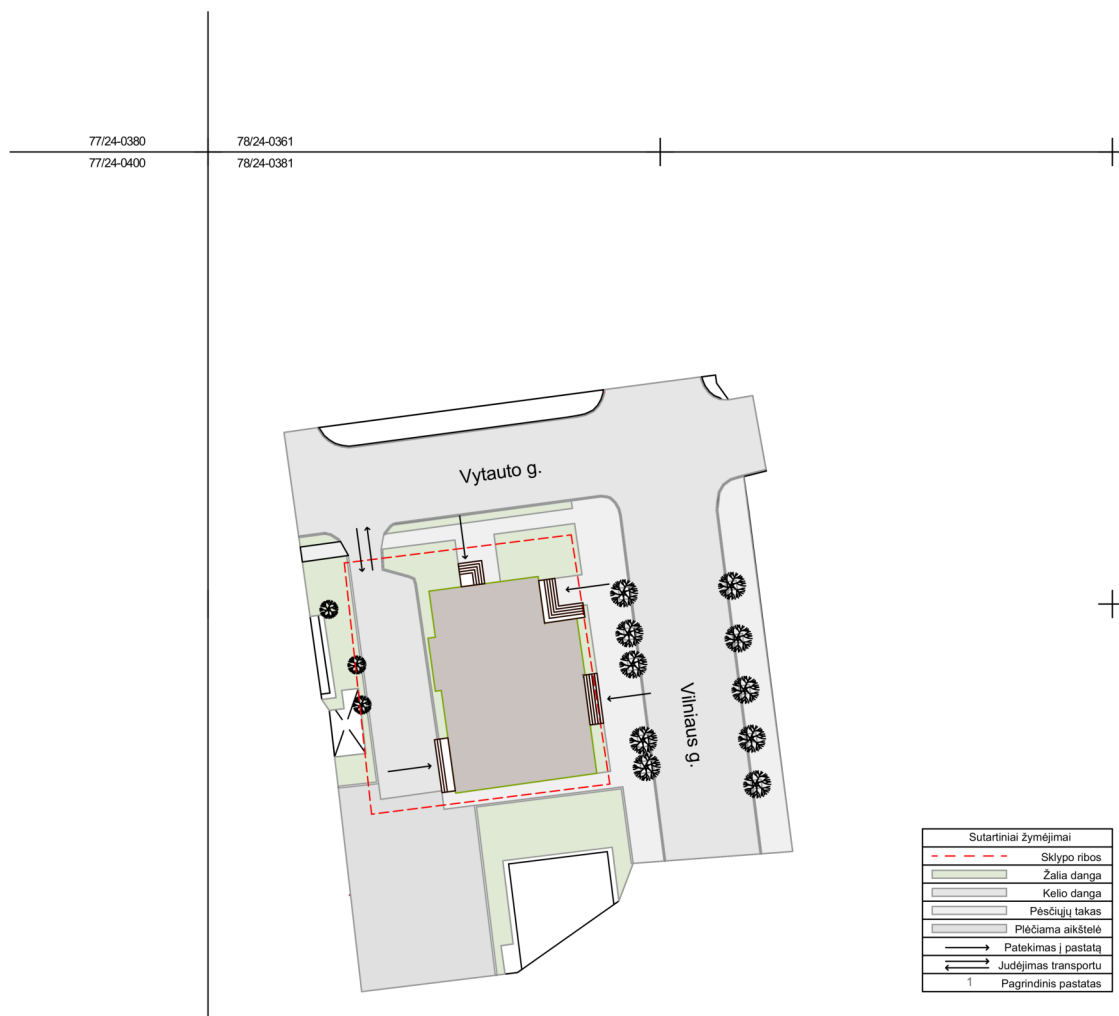 77/24-0380
78/24-0361
77/24-0400
78/24-0381
Vytauto g.
Vilniaus g.
Sutartiniai žymėjimai
Sklypo ribos
Žalia danga
Kelio danga
Pėsčiųjų takas
Plėčiama aikštelė
Patekimas į pastatą
Judėjimas transportu
1 Pagrindinis pastatas